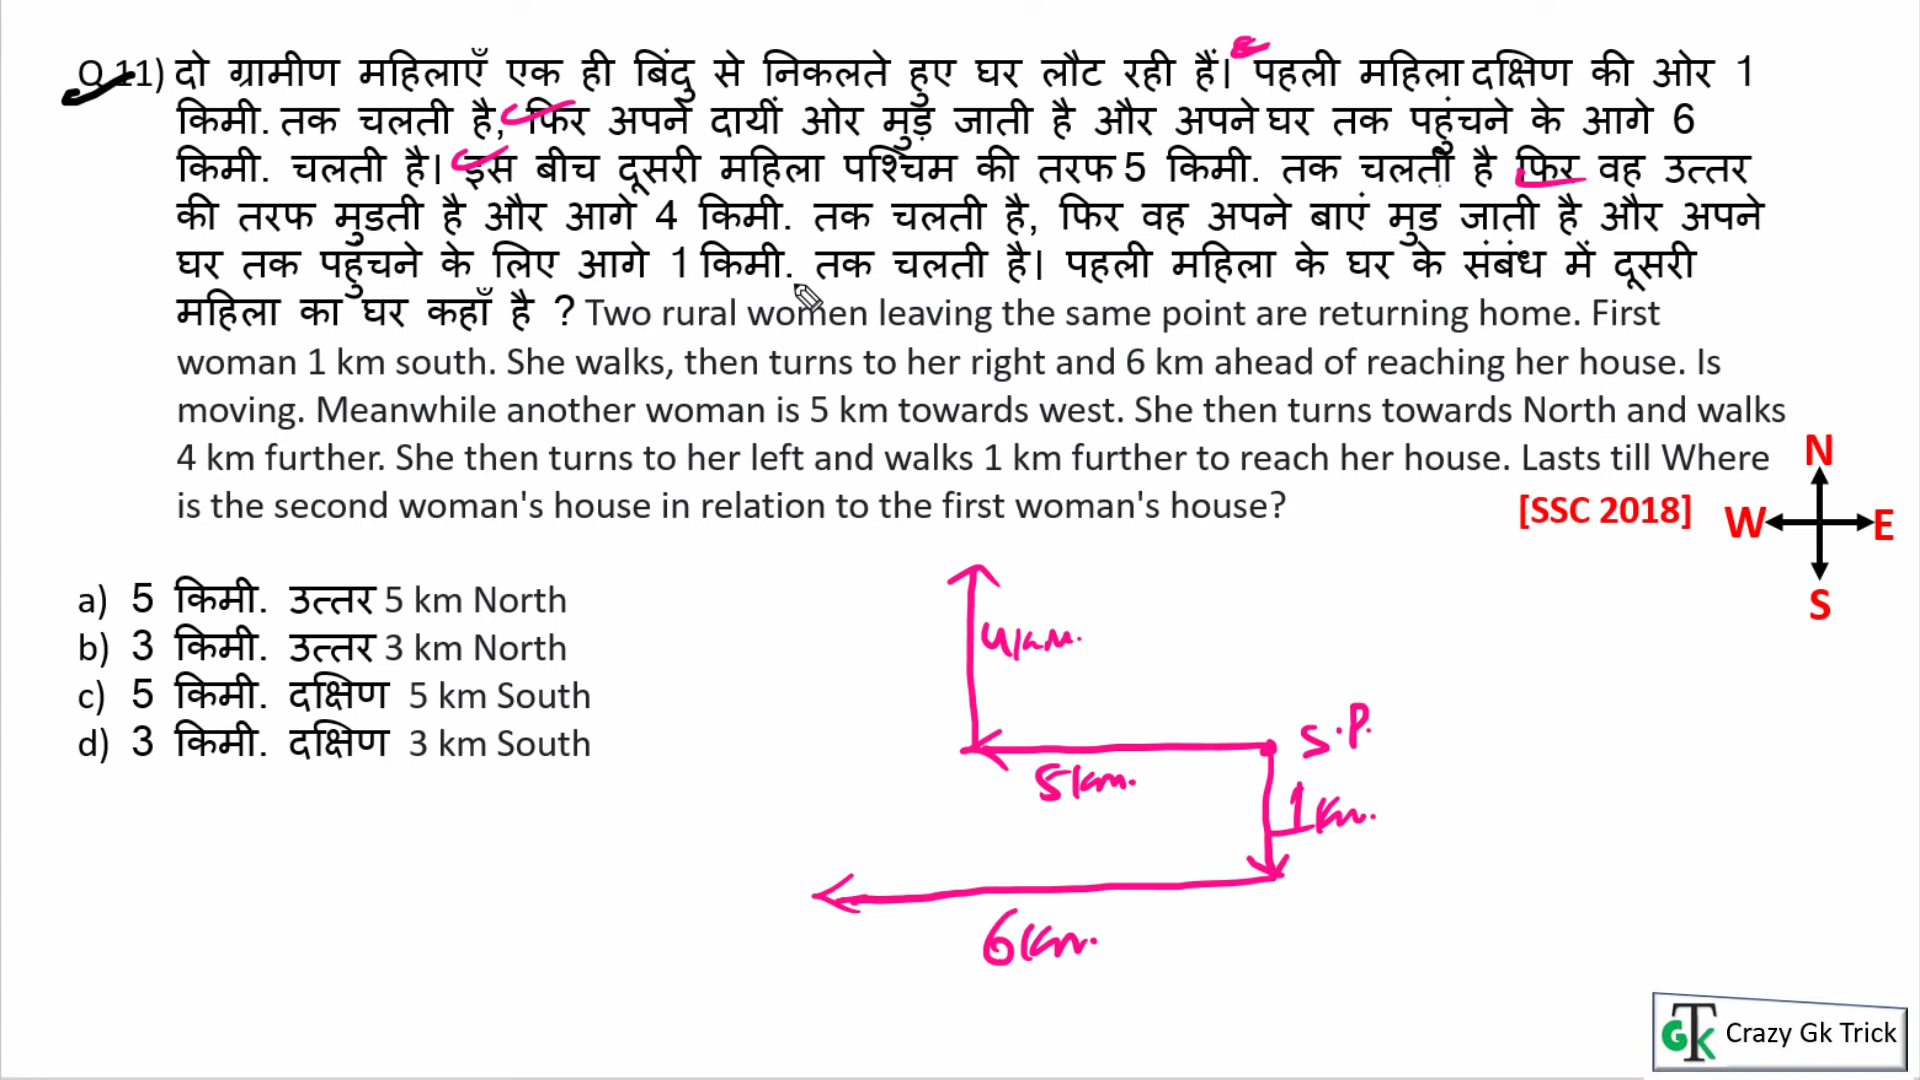 Q.11) दो ग्रामीण महिलाएँ एक ही बिंदु से निकलते हुए घर लौट रही हैं। पहली महिला दक्षिण की ओर 1
किमी. तक चलती है, फिर अपने दायीं ओर मुड़ जाती है और अपने घर तक पहुंचने के आगे 6
किमी. चलती है। इस बीच दूसरी महिला पश्चिम की तरफ 5 किमी. तक चलती है फिर वह उत्तर
की तरफ मुडती है और आगे 4 किमी. तक चलती है, फिर वह अपने बाएं मुड जाती है और अपने
घर तक पहुंचने के लिए आगे 1 किमी. तक चलती है। पहली महिला के घर के संबंध में दूसरी
महिला का घर कहाँ है ? Two rural women leaving the same point are returning home. First
woman 1 km south. She walks, then turns to her right and 6 km ahead of reaching her house. Is
moving. Meanwhile another woman is 5 km towards west. She then turns towards North and walks
4 km further. She then turns to her left and walks 1 km further to reach her house. Lasts till Where
is the second woman's house in relation to the first woman's house?
[SSC 2018]
N
W E
S
a) 5 किमी. उत्तर 5 km North
b) 3 किमी. उत्तर 3 km North
c) 5 किमी. दक्षिण 5 km South
d) 3 किमी. दक्षिण 3 km South
4km.
S.P.
5km.
1km.
6km.
GTK Crazy Gk Trick